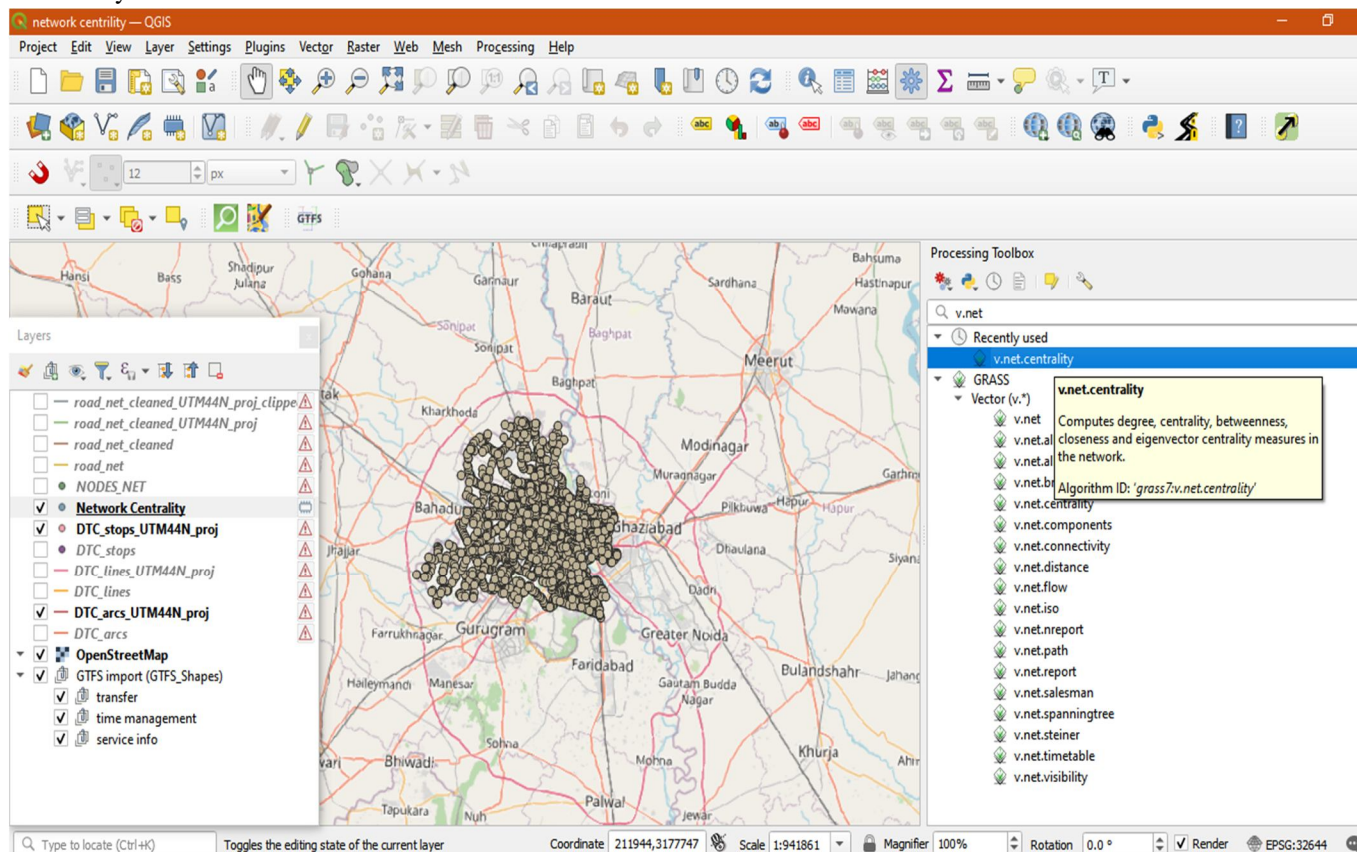 network centrility — QGIS
Project Edit View Layer Settings Plugins Vector Raster Web Mesh Processing Help
12 px
GTFS
Hansi
Bass
Shadipur Julana
Gohana
Gannaur
Baraut
Sardhana
Bahsuma
Hastinapur
Mawana
Sonipat
Sonipat
Baghpat
Baghpat
Meerut
Kharkhoda
Modinagar
Muradnagar
Pilkhuwa
Hapur
Hapur
Ghaziabad
Dhaulana
Jhajjar
Dadri
Farrukhnagar
Gurugram
Greater Noida
Faridabad
Gautam Budda Nagar
Bulandshahr
Haileymandi
Manesar
Sohna
Bhiwadi
Mohna
Khurja
Palwal
Tapukara
Nuh
Jewar
Layers
road_net_cleaned_UTM44N_proj_clippe
road_net_cleaned_UTM44N_proj
road_net_cleaned
road_net
NODES_NET
Network Centrality
DTC_stops_UTM44N_proj
DTC_stops
DTC_lines_UTM44N_proj
DTC_lines
DTC_arcs_UTM44N_proj
DTC_arcs
OpenStreetMap
GTFS import (GTFS_Shapes)
transfer
time management
service info
Processing Toolbox
v.net
Recently used
v.net.centrality
GRASS
Vector (v.*)
v.net
v.net.al
v.net.al
v.net.br
v.net.centrality
v.net.components
v.net.connectivity
v.net.distance
v.net.flow
v.net.iso
v.net.nreport
v.net.path
v.net.report
v.net.salesman
v.net.spanningtree
v.net.steiner
v.net.timetable
v.net.visibility
v.net.centrality
Computes degree, centrality, betweenness,
closeness and eigenvector centrality measures in
the network.
Algorithm ID: 'grass7:v.net.centrality'
Type to locate (Ctrl+K) Toggles the editing state of the current layer Coordinate 211944,3177747 Scale 1:941861 Magnifier 100% Rotation 0.0 ° Render EPSG:32644